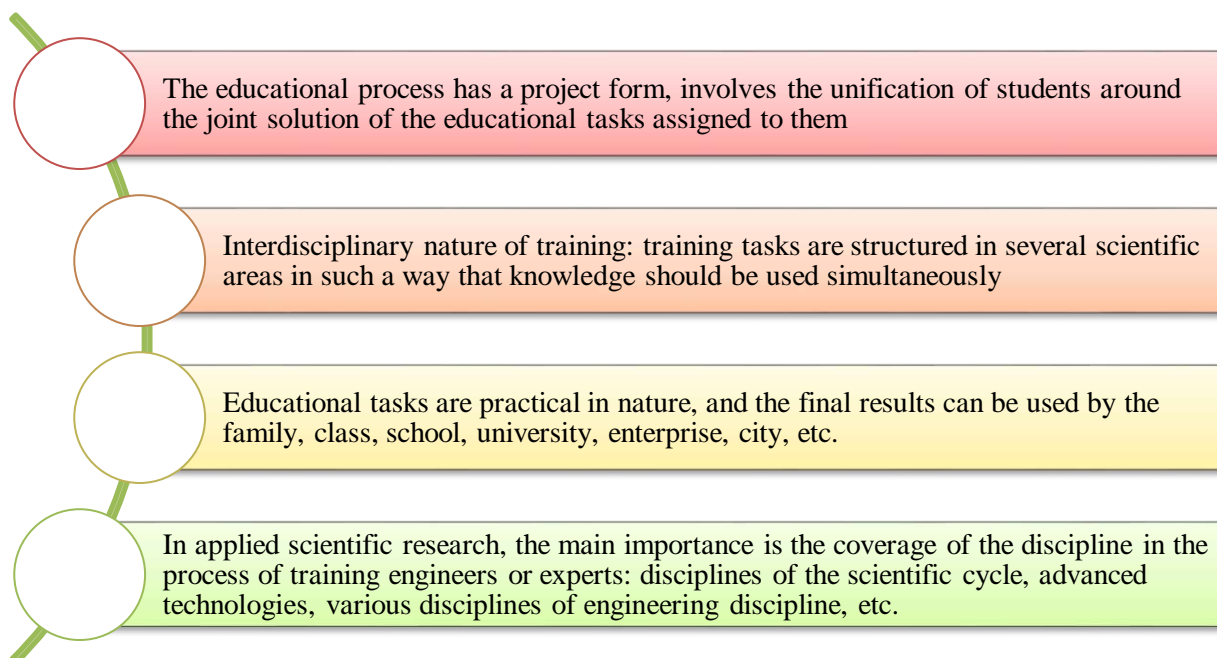 The educational process has a project form, involves the unification of students around
the joint solution of the educational tasks assigned to them
Interdisciplinary nature of training: training tasks are structured in several scientific
areas in such a way that knowledge should be used simultaneously
Educational tasks are practical in nature, and the final results can be used by the
family, class, school, university, enterprise, city, etc.
In applied scientific research, the main importance is the coverage of the discipline in the
process of training engineers or experts: disciplines of the scientific cycle, advanced
technologies, various disciplines of engineering discipline, etc.